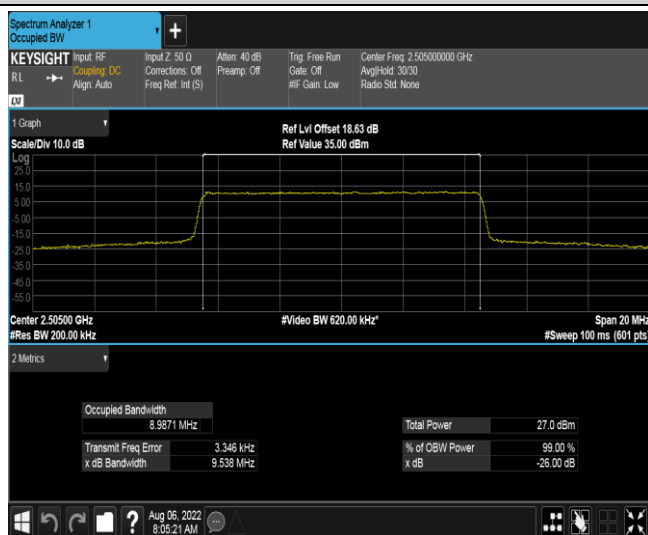 Spectrum Analyzer 1
Occupied BW
+
KEYSIGHT
R L
LXI
Input: RF
Coupling: DC
Align: Auto
Input Z: 50 Ω
Corrections: Off
Freq Ref: Int (S)
Atten: 40 dB
Preamp: Off
Trig: Free Run
Gate: Off
#IF Gain: Low
Center Freq: 2.505000000 GHz
Avg|Hold: 30/30
Radio Std: None
1 Graph
Scale/Div 10.0 dB
Ref Lvl Offset 18.63 dB
Ref Value 35.00 dBm
Log
25.0
15.0
5.00
-5.00
-15.0
-25.0
-35.0
-45.0
-55.0
Center 2.50500 GHz
#Res BW 200.00 kHz
#Video BW 620.00 kHz*
Span 20 MHz
#Sweep 100 ms (601 pts)
2 Metrics
Occupied Bandwidth
8.9871 MHz
Transmit Freq Error 3.346 kHz
x dB Bandwidth 9.538 MHz
Total Power 27.0 dBm
% of OBW Power 99.00 %
x dB -26.00 dB
?
Aug 06, 2022
8:05:21 AM